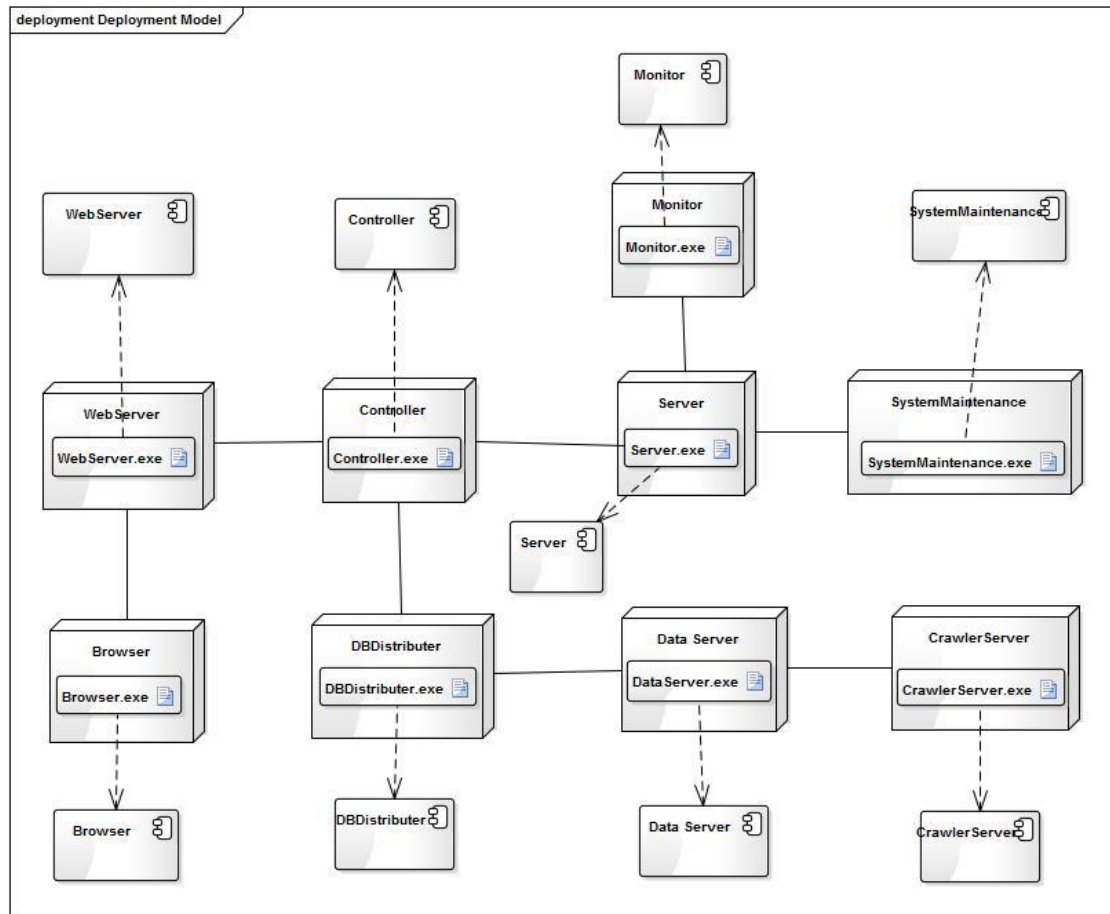 deployment Deployment Model
Monitor
WebServer
Controller
Monitor
Monitor.exe
SystemMaintenance
WebServer
WebServer.exe
Controller
Controller.exe
Server
Server.exe
SystemMaintenance
SystemMaintenance.exe
Server
Browser
Browser.exe
DBDistributer
DBDistributer.exe
Data Server
DataServer.exe
CrawlerServer
CrawlerServer.exe
Browser
DBDistributer
Data Server
CrawlerServer